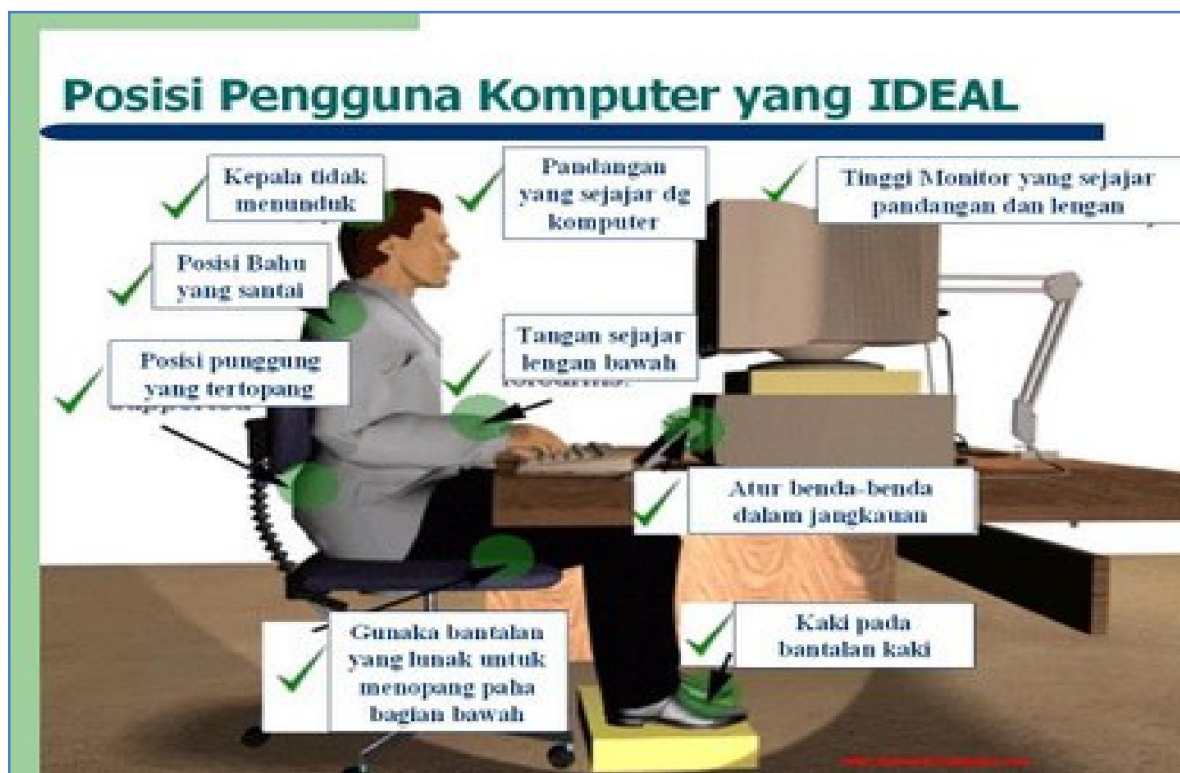 Posisi Pengguna Komputer yang IDEAL
Kepala tidak
menunduk
Pandangan
yang sejajar dg
komputer
Tinggi Monitor yang sejajar
pandangan dan lengan
Posisi Bahu
yang santai
Tangan sejajar
lengan bawah
Posisi punggung
yang tertopang
Atur benda-benda
dalam jangkauan
Gunaka bantalan
yang lunak untuk
menopang paha
bagian bawah
Kaki pada
bantalan kaki